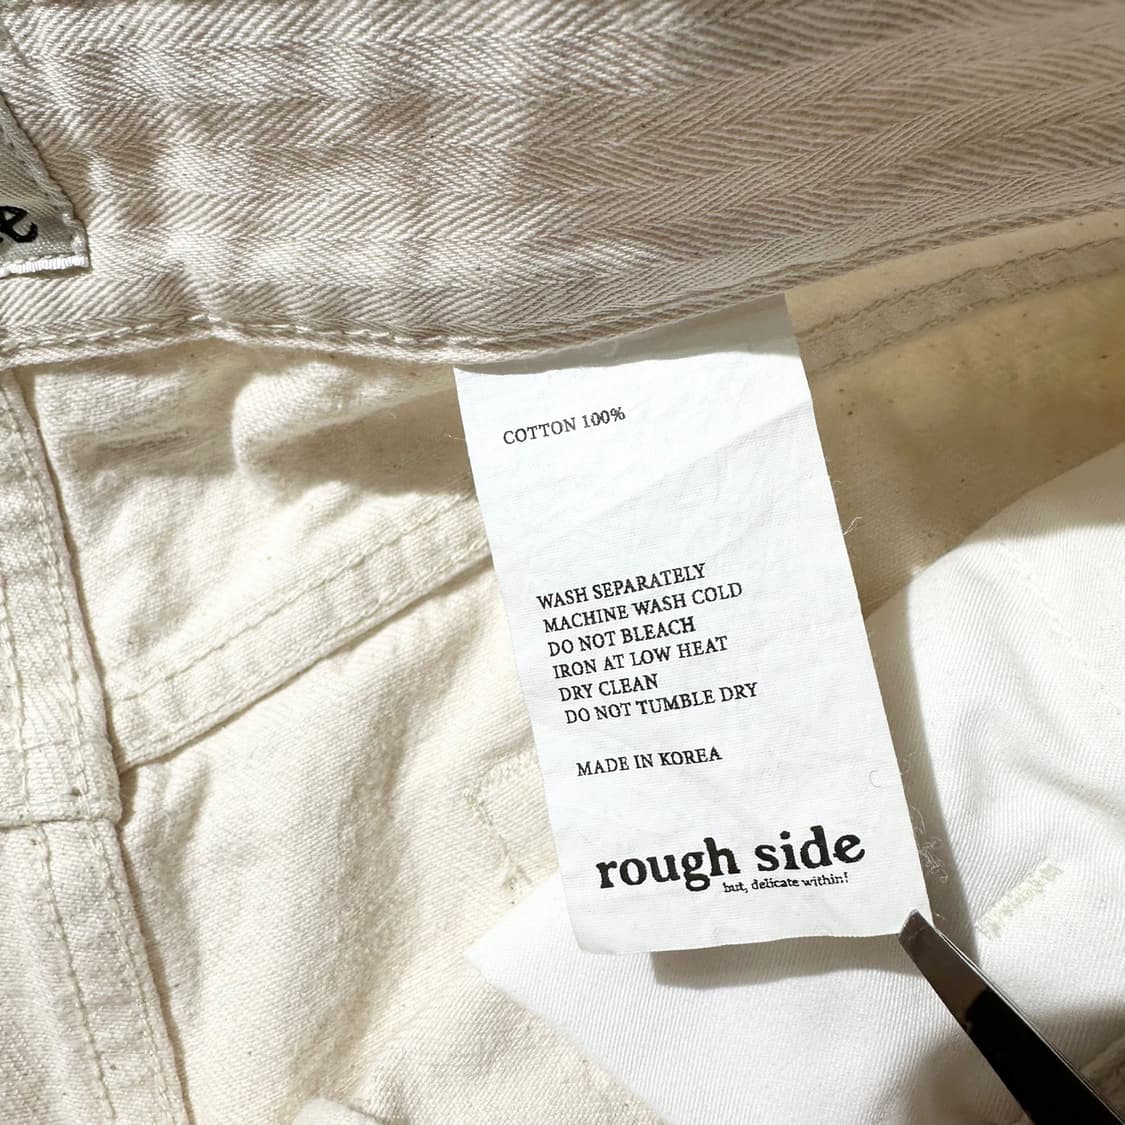 COTTON 100%
WASH SEPARATELY
MACHINE WASH COLD
DO NOT BLEACH
IRON AT LOW HEAT
DRY CLEAN
DO NOT TUMBLE DRY
MADE IN KOREA
rough side
but, delicate within!